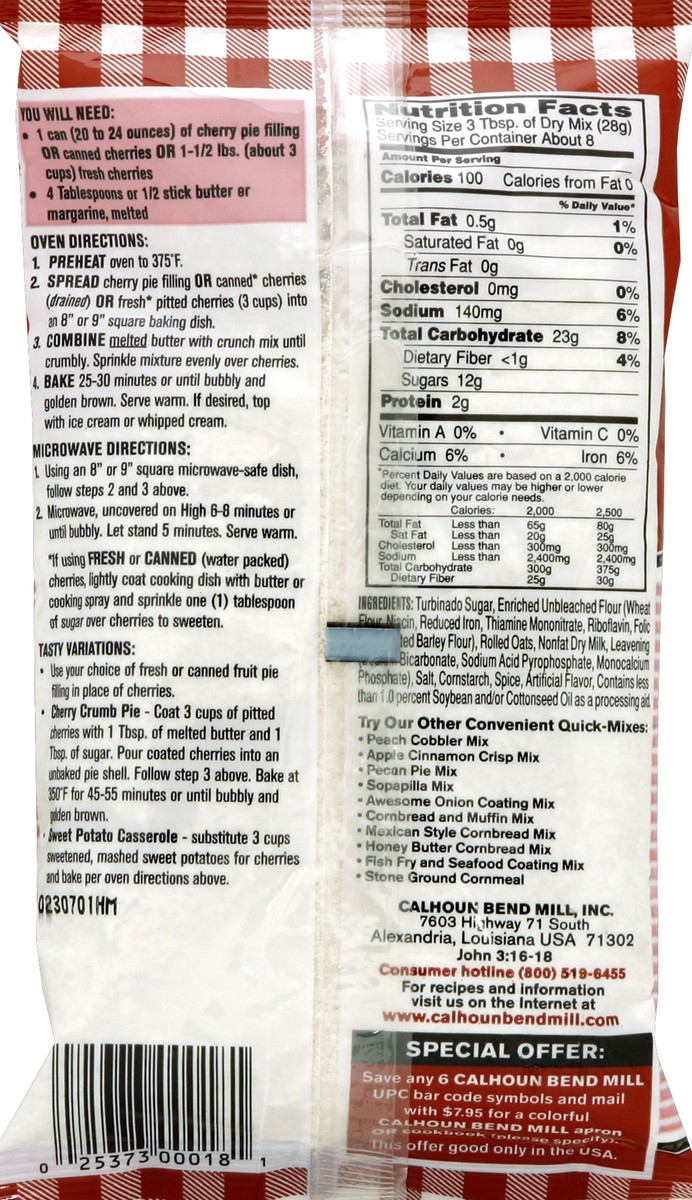 YOU WILL NEED:
• 1 can (20 to 24 ounces) of cherry pie filling
OR canned cherries OR 1-1/2 lbs. (about 3
cups) fresh cherries
• 4 Tablespoons or 1/2 stick butter or
margarine, melted
OVEN DIRECTIONS:
1. PREHEAT oven to 375°F.
2. SPREAD cherry pie filling OR canned* cherries
(drained) OR fresh* pitted cherries (3 cups) into
an 8" or 9" square baking dish.
3. COMBINE melted butter with crunch mix until
crumbly. Sprinkle mixture evenly over cherries.
4. BAKE 25-30 minutes or until bubbly and
golden brown. Serve warm. If desired, top
with ice cream or whipped cream.
MICROWAVE DIRECTIONS:
1. Using an 8" or 9" square microwave-safe dish,
follow steps 2 and 3 above.
2. Microwave, uncovered on High 6-8 minutes or
until bubbly. Let stand 5 minutes. Serve warm.
*If using FRESH or CANNED (water packed)
cherries, lightly coat cooking dish with butter or
cooking spray and sprinkle one (1) tablespoon
of sugar over cherries to sweeten.
TASTY VARIATIONS:
• Use your choice of fresh or canned fruit pie
filling in place of cherries.
• Cherry Crumb Pie - Coat 3 cups of pitted
cherries with 1 Tbsp. of melted butter and 1
Tbsp. of sugar. Pour coated cherries into an
unbaked pie shell. Follow step 3 above. Bake at
350°F for 45-55 minutes or until bubbly and
golden brown.
• Sweet Potato Casserole - substitute 3 cups
sweetened, mashed sweet potatoes for cherries
and bake per oven directions above.
0230701HM
0 25373 00018 1
Nutrition Facts
Serving Size 3 Tbsp. of Dry Mix (28g)
Servings Per Container About 8
Amount Per Serving
Calories 100 Calories from Fat 0
% Daily Value*
Total Fat 0.5g 1%
Saturated Fat 0g 0%
Trans Fat 0g
Cholesterol 0mg 0%
Sodium 140mg 6%
Total Carbohydrate 23g 8%
Dietary Fiber <1g 4%
Sugars 12g
Protein 2g
Vitamin A 0% • Vitamin C 0%
Calcium 6% • Iron 6%
*Percent Daily Values are based on a 2,000 calorie
diet. Your daily values may be higher or lower
depending on your calorie needs.
Calories: 2,000 2,500
Total Fat Less than 65g 80g
Sat Fat Less than 20g 25g
Cholesterol Less than 300mg 300mg
Sodium Less than 2,400mg 2,400mg
Total Carbohydrate 300g 375g
Dietary Fiber 25g 30g
INGREDIENTS: Turbinado Sugar, Enriched Unbleached Flour (Wheat
Flour, Niacin, Reduced Iron, Thiamine Mononitrate, Riboflavin, Folic
Barley Flour), Rolled Oats, Nonfat Dry Milk, Leavening
Bicarbonate, Sodium Acid Pyrophosphate, Monocalcium
Phosphate), Salt, Cornstarch, Spice, Artificial Flavor, Contains less
than 1.0 percent Soybean and/or Cottonseed Oil as a processing aid.
Try Our Other Convenient Quick-Mixes:
• Peach Cobbler Mix
• Apple Cinnamon Crisp Mix
• Pecan Pie Mix
• Sopapilla Mix
• Awesome Onion Coating Mix
• Cornbread and Muffin Mix
• Mexican Style Cornbread Mix
• Honey Butter Cornbread Mix
• Fish Fry and Seafood Coating Mix
• Stone Ground Cornmeal
CALHOUN BEND MILL, INC.
7603 Highway 71 South
Alexandria, Louisiana USA 71302
John 3:16-18
Consumer hotline (800) 519-6455
For recipes and information
visit us on the Internet at
www.calhounbendmill.com
SPECIAL OFFER:
Save any 6 CALHOUN BEND MILL
UPC bar code symbols and mail
with $7.95 for a colorful
CALHOUN BEND MILL apron
OR cookbook (please specify).
This offer good only in the USA.